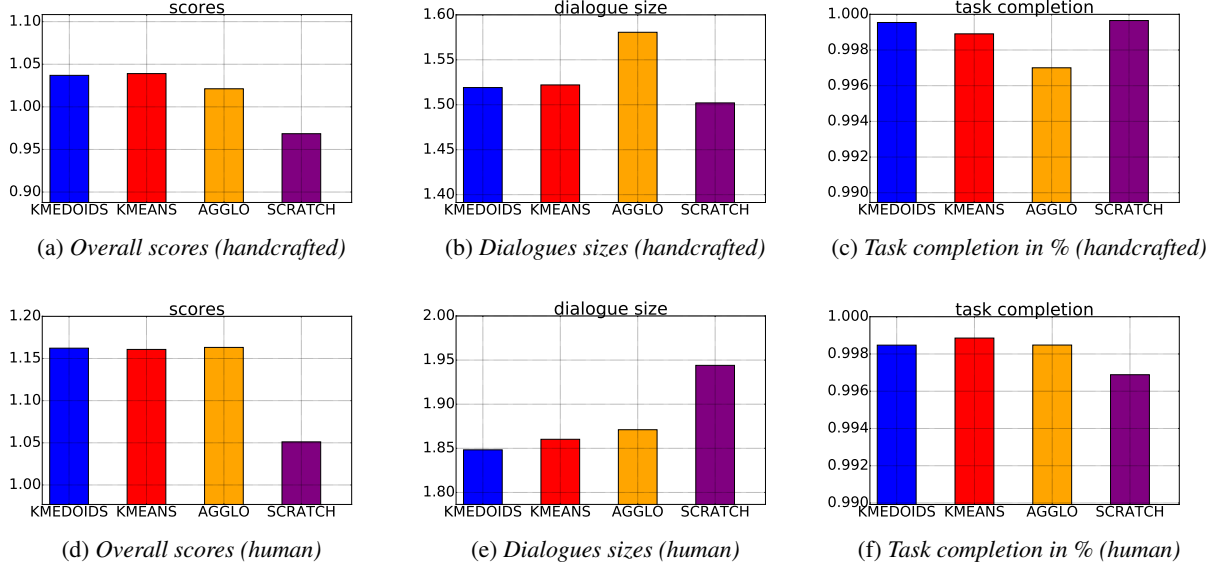 scores
1.10
1.05
1.00
0.95
0.90
KMEDOIDS KMEANS AGGLO SCRATCH
(a) Overall scores (handcrafted)
dialogue size
1.60
1.55
1.50
1.45
1.40
KMEDOIDS KMEANS AGGLO SCRATCH
(b) Dialogues sizes (handcrafted)
task completion
1.000
0.998
0.996
0.994
0.992
0.990
KMEDOIDS KMEANS AGGLO SCRATCH
(c) Task completion in % (handcrafted)
scores
1.20
1.15
1.10
1.05
1.00
KMEDOIDS KMEANS AGGLO SCRATCH
(d) Overall scores (human)
dialogue size
2.00
1.95
1.90
1.85
1.80
KMEDOIDS KMEANS AGGLO SCRATCH
(e) Dialogues sizes (human)
task completion
1.000
0.998
0.996
0.994
0.992
0.990
KMEDOIDS KMEANS AGGLO SCRATCH
(f) Task completion in % (human)